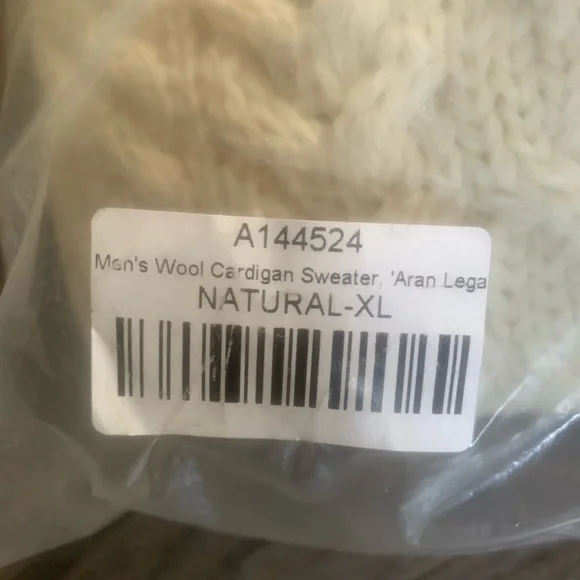 A144524
Men's Wool Cardigan Sweater, 'Aran Lega
NATURAL-XL